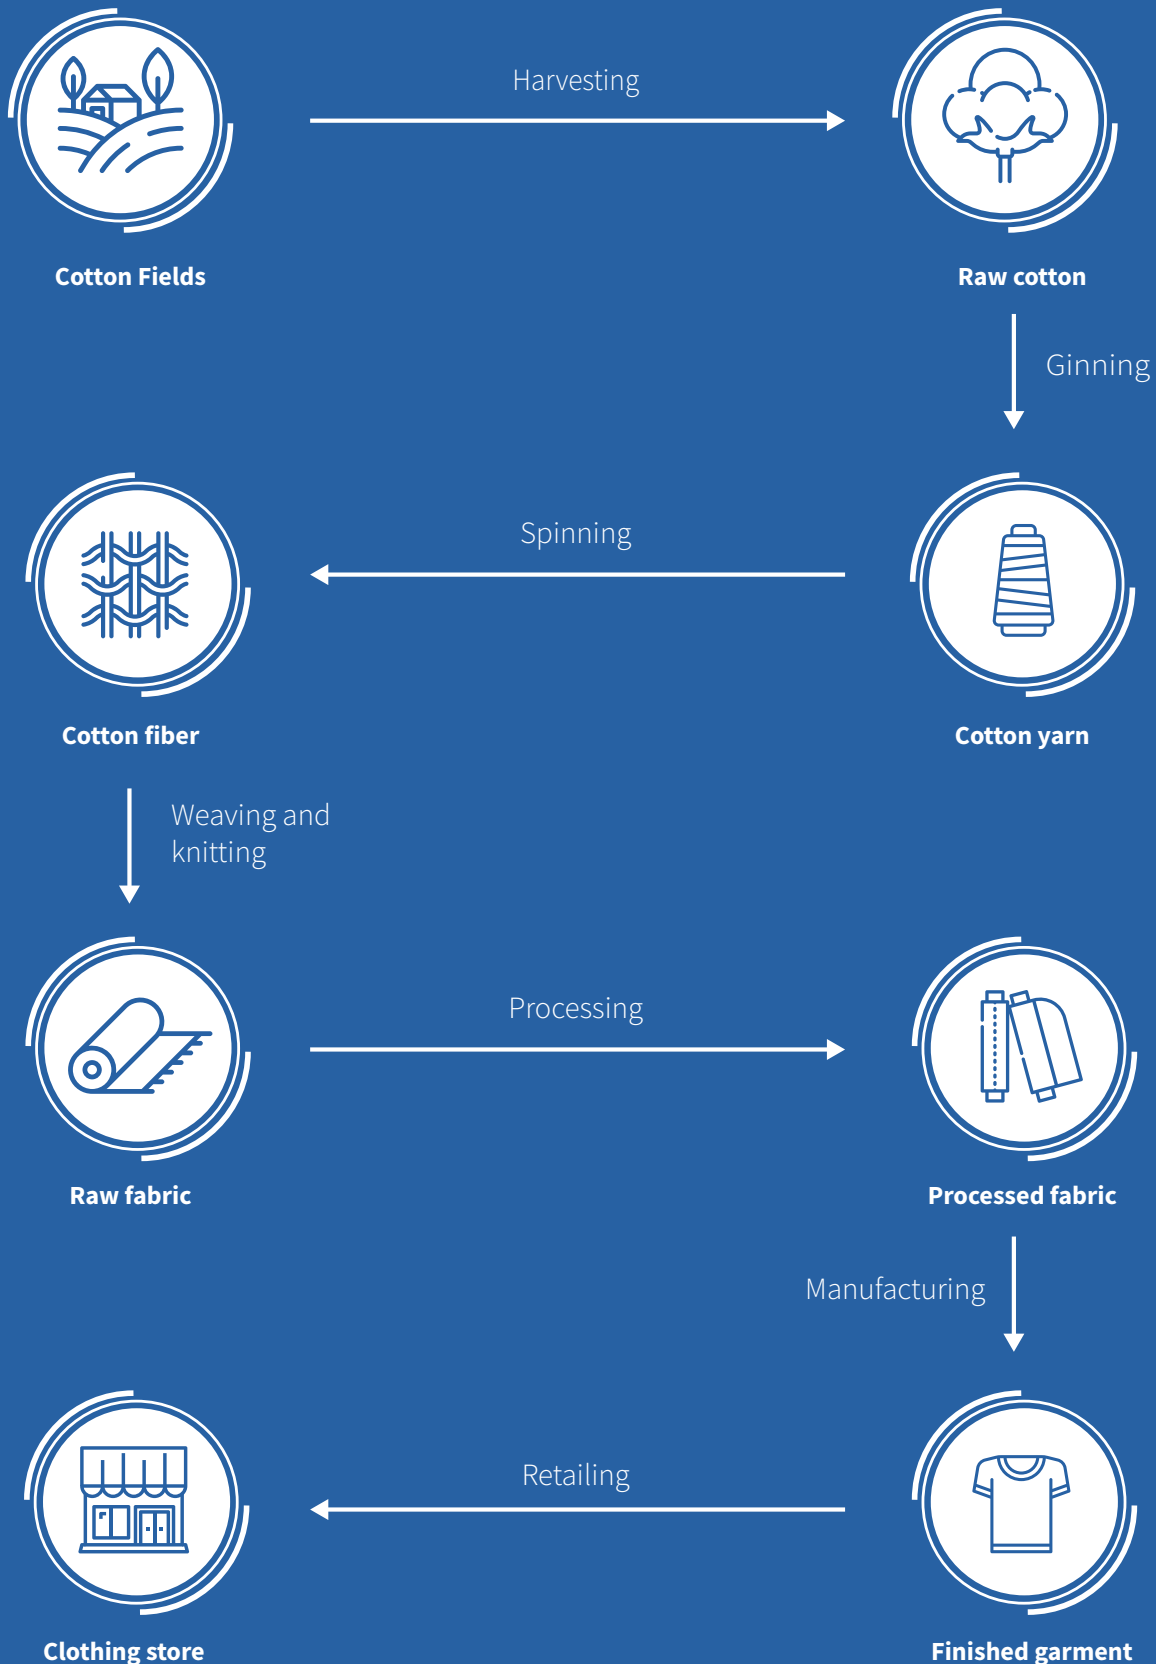 Harvesting
Cotton Fields
Raw cotton
Ginning
Spinning
Cotton fiber
Cotton yarn
Weaving and
knitting
Processing
Raw fabric
Processed fabric
Manufacturing
Retailing
Clothing store
Finished garment